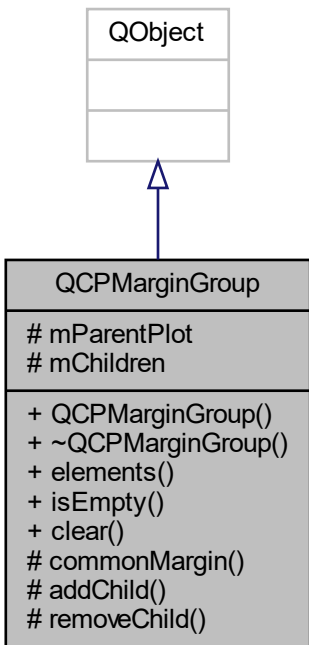 QObject
QCPMarginGroup
# mParentPlot
# mChildren
+ QCPMarginGroup()
+ ~QCPMarginGroup()
+ elements()
+ isEmpty()
+ clear()
# commonMargin()
# addChild()
# removeChild()